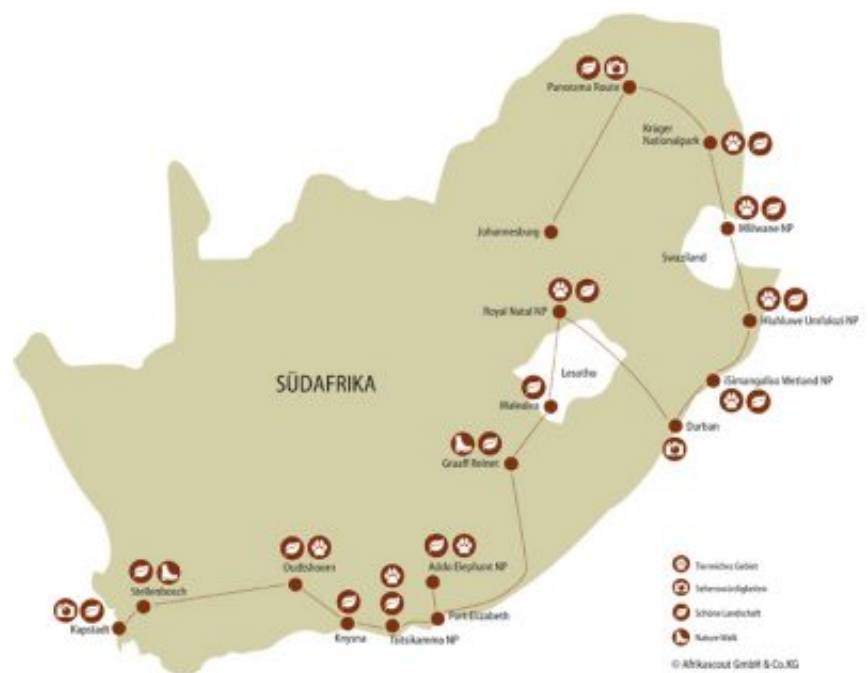 Panorama Route
Krüger
Nationalpark
Mlilwane NP
Johannesburg
Swaziland
Royal Natal NP
Hluhluwe Umfolozi NP
SÜDAFRIKA
Lesotho
iSimangaliso Wetland NP
Malealea
Durban
Graaff Reinet
Oudtshoorn
Addo Elephant NP
Stellenbosch
Kapstadt
Knysna
Tsitsikamma NP
Port Elizabeth
Tierreiches Gebiet
Sehenswürdigkeiten
Schöne Landschaft
Nature Walk
© Afrikascout GmbH & Co.KG